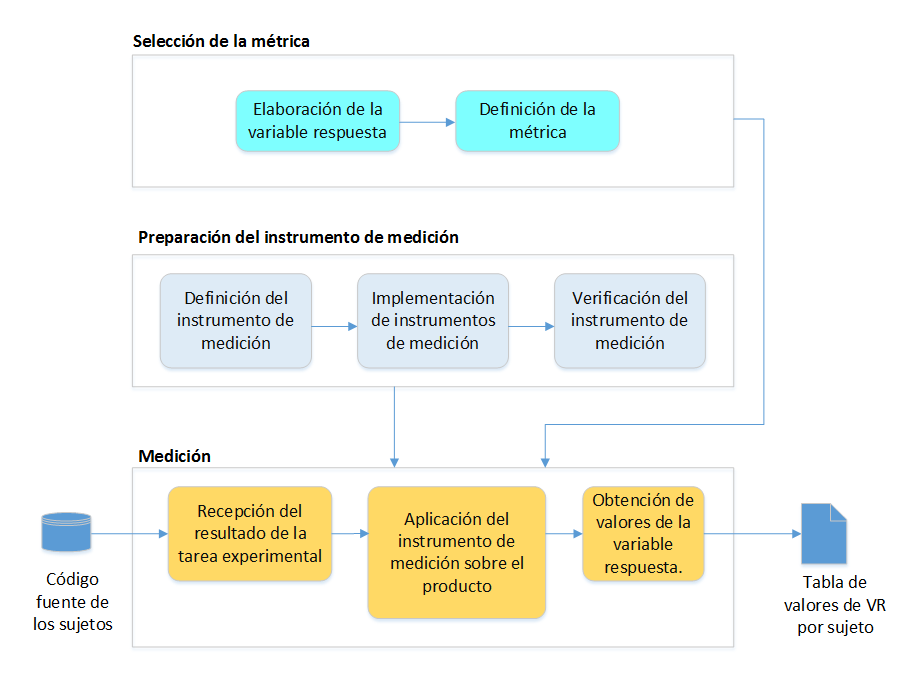 Selección de la métrica
Elaboración de la
variable respuesta
Definición de la
métrica
Preparación del instrumento de medición
Definición del
instrumento de
medición
Implementación
de instrumentos
de medición
Verificación del
instrumento de
medición
Medición
Código
fuente de
los sujetos
Recepción del
resultado de la
tarea experimental
Aplicación del
instrumento de
medición sobre el
producto
Obtención de
valores de la
variable
respuesta.
Tabla de
valores de VR
por sujeto